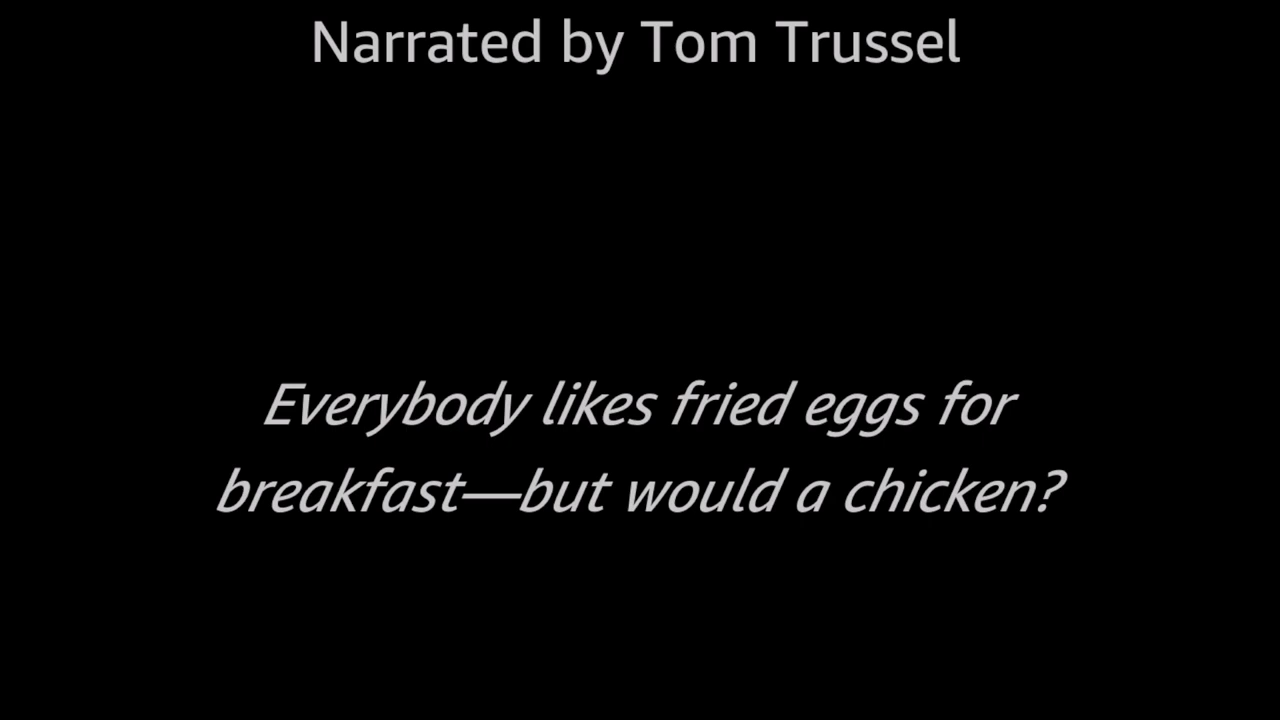 Narrated by Tom Trussel
Everybody likes fried eggs for
breakfast—but would a chicken?